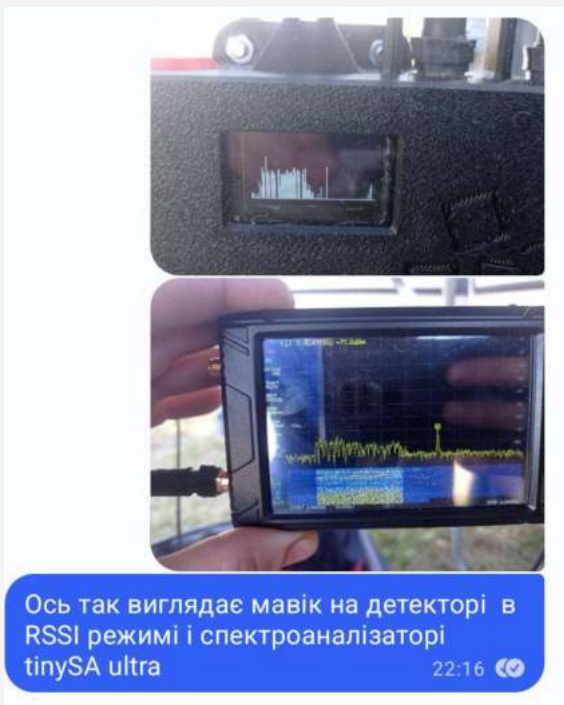 Ось так виглядає мавік на детекторі в
RSSI режимі і спектроаналізаторі
tinySA ultra
22:16